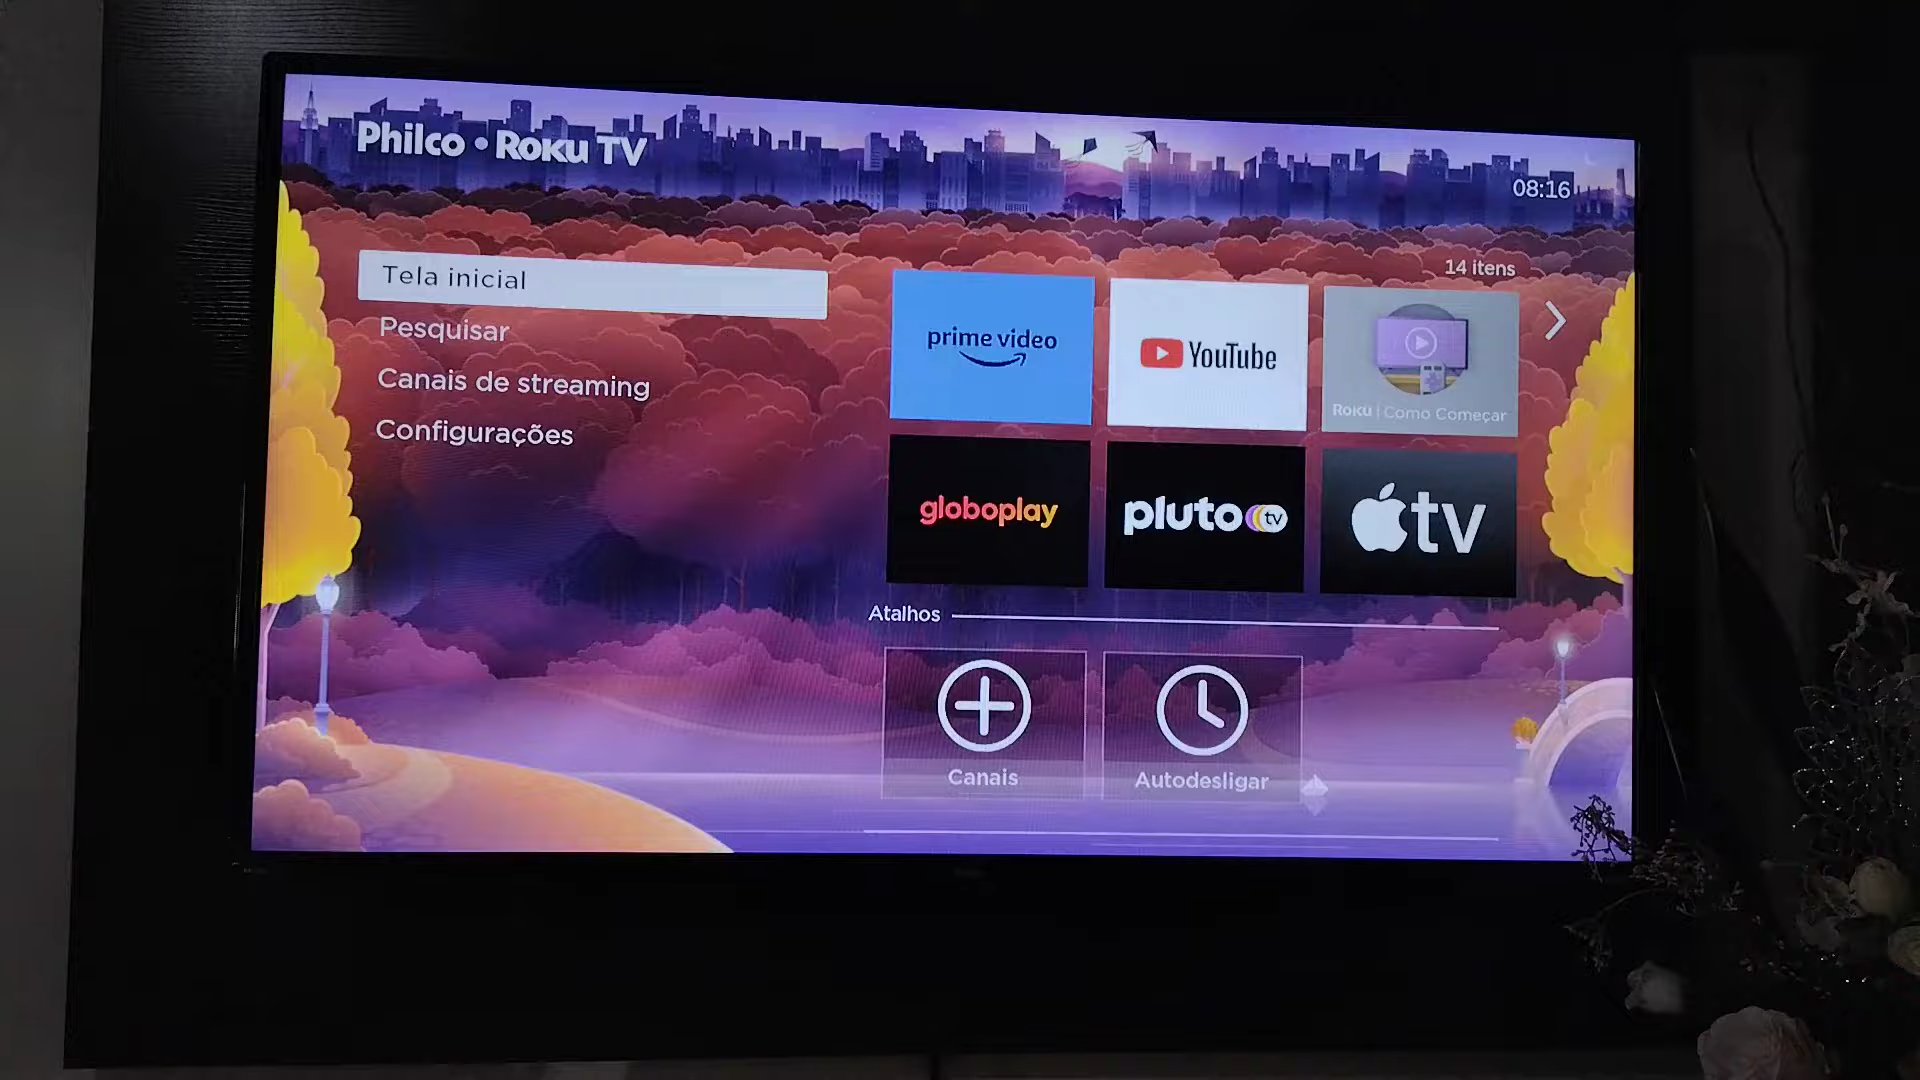 Philco • Roku TV
08:16
14 itens
Tela inicial
Pesquisar
Canais de streaming
Configurações
prime video
YouTube
Roku | Como Começar
globoplay
pluto tv
tv
Atalhos
Canais
Autodesligar